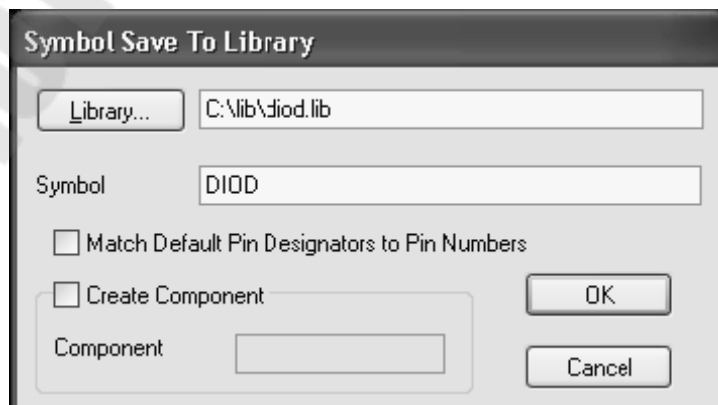 Symbol Save To Library
Library... C:\lib\diod.lib
Symbol DIOD
Match Default Pin Designators to Pin Numbers
Create Component OK
Component
Cancel